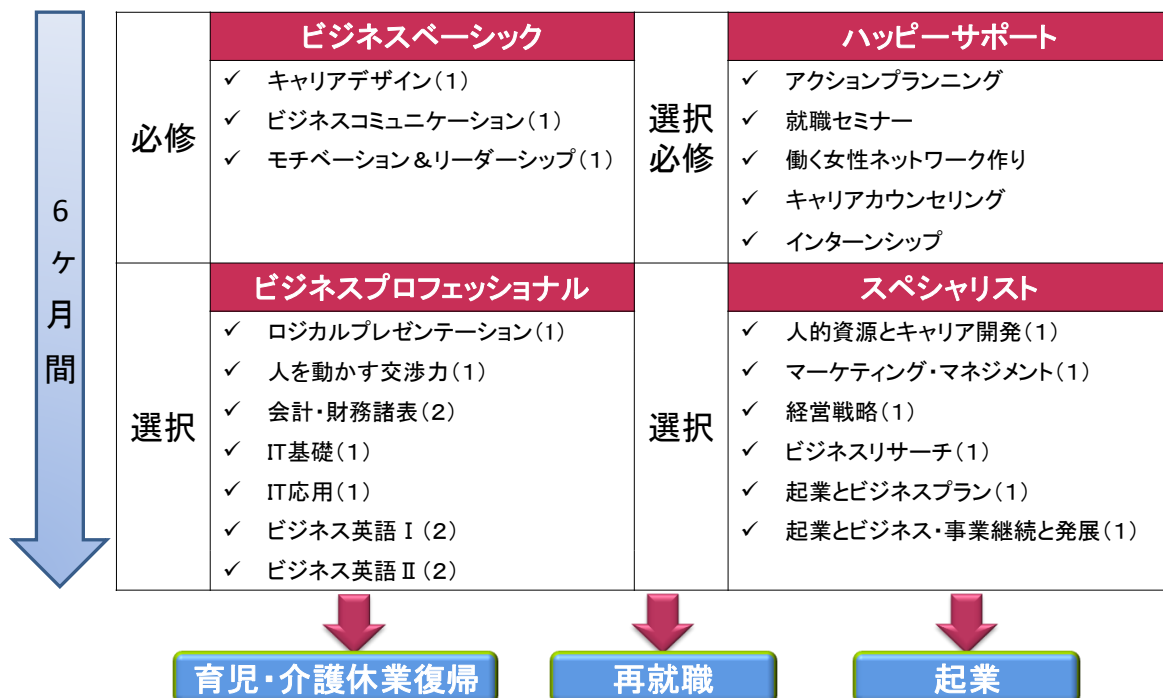 6
ヶ
月
間
必修
ビジネスベーシック
✓ キャリアデザイン(1)
✓ ビジネスコミュニケーション(1)
✓ モチベーション&リーダーシップ(1)
選択
必修
ハッピーサポート
✓ アクションプランニング
✓ 就職セミナー
✓ 働く女性ネットワーク作り
✓ キャリアカウンセリング
✓ インターンシップ
選択
ビジネスプロフェッショナル
✓ ロジカルプレゼンテーション(1)
✓ 人を動かす交渉力(1)
✓ 会計・財務諸表(2)
✓ IT基礎(1)
✓ IT応用(1)
✓ ビジネス英語Ⅰ(2)
✓ ビジネス英語Ⅱ(2)
選択
スペシャリスト
✓ 人的資源とキャリア開発(1)
✓ マーケティング・マネジメント(1)
✓ 経営戦略(1)
✓ ビジネスリサーチ(1)
✓ 起業とビジネスプラン(1)
✓ 起業とビジネス・事業継続と発展(1)
育児・介護休業復帰
再就職
起業